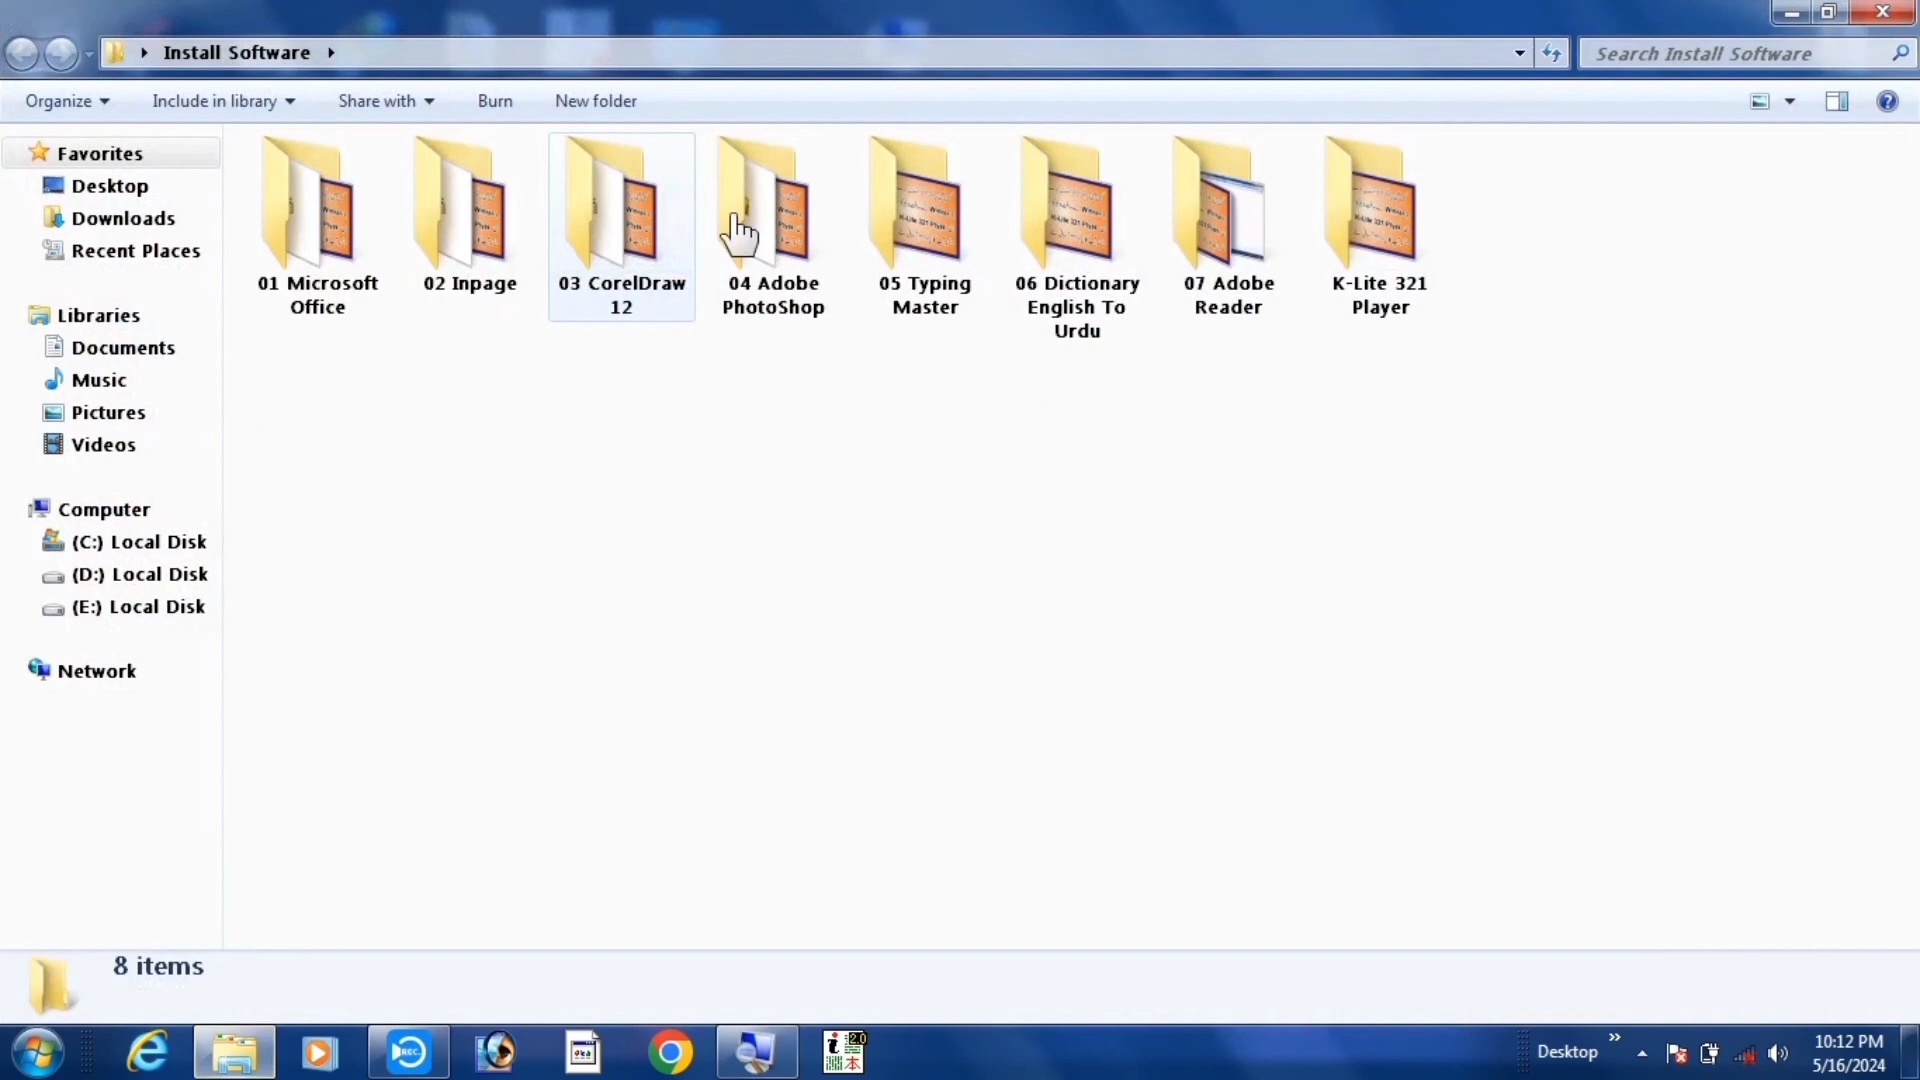 Install Software
Search Install Software
Organize
Include in library
Share with
Burn
New folder
Favorites
Desktop
Downloads
Recent Places
Libraries
Documents
Music
Pictures
Videos
Computer
(C:) Local Disk
(D:) Local Disk
(E:) Local Disk
Network
01 Microsoft
Office
02 Inpage
03 CorelDraw
12
04 Adobe
PhotoShop
05 Typing
Master
06 Dictionary
English To
Urdu
07 Adobe
Reader
K-Lite 321
Player
8 items
REC
Desktop
10:12 PM
5/16/2024